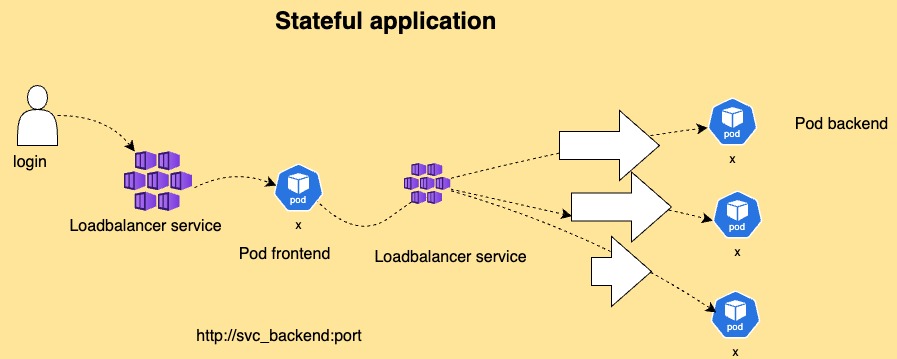 Stateful application
login
Loadbalancer service
pod
x
Pod frontend
Loadbalancer service
http://svc_backend:port
pod
x
Pod backend
pod
x
pod
x